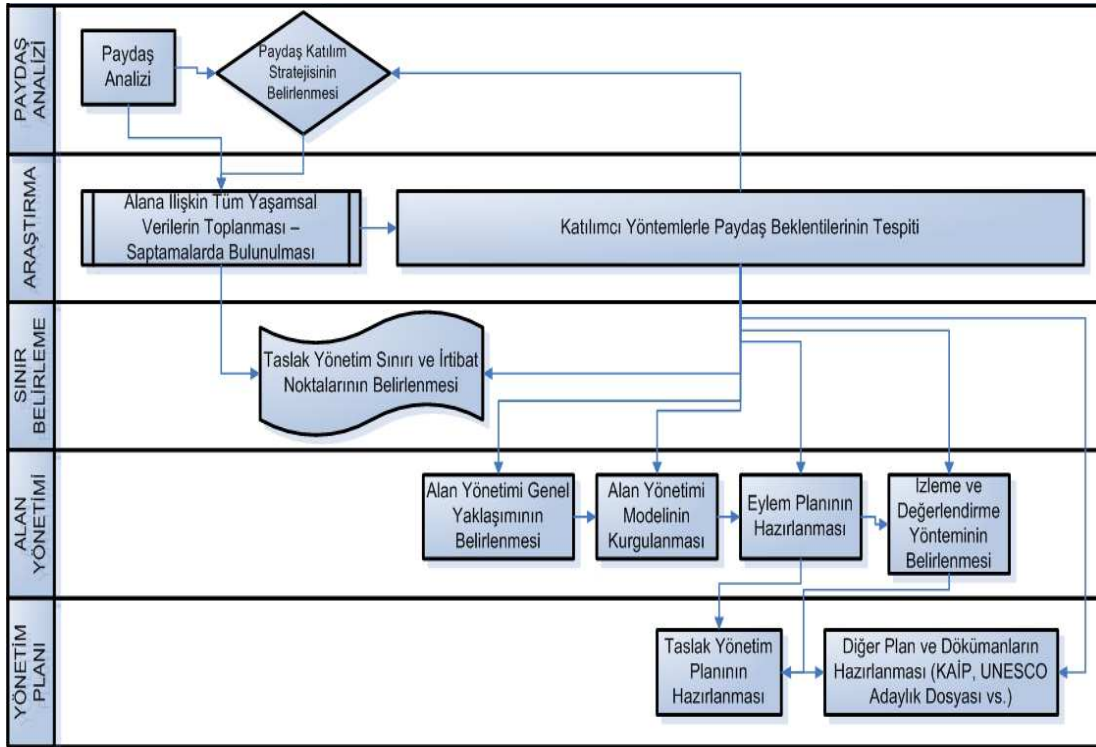 PAYDAŞ
ANALİZİ
Paydaş
Analizi
Paydaş Katılım
Stratejisinin
Belirlenmesi
ARAŞTIRMA
Alana Ilişkin Tüm Yaşamsal
Verilerin Toplanması –
Saptamalarda Bulunulması
Katılımcı Yöntemlerle Paydaş Beklentilerinin Tespiti
SINIR
BELİRLEME
Taslak Yönetim Sınırı ve İrtibat
Noktalarının Belirlenmesi
ALAN
YÖNETİMİ
Alan Yönetimi Genel
Yaklaşımının
Belirlenmesi
Alan Yönetimi
Modelinin
Kurgulanması
Eylem Planının
Hazırlanması
İzleme ve
Değerlendirme
Yönteminin
Belirlenmesi
YÖNETİM
PLANI
Taslak Yönetim
Planının
Hazırlanması
Diğer Plan ve Dökümanların
Hazırlanması (KAİP, UNESCO
Adaylık Dosyası vs.)